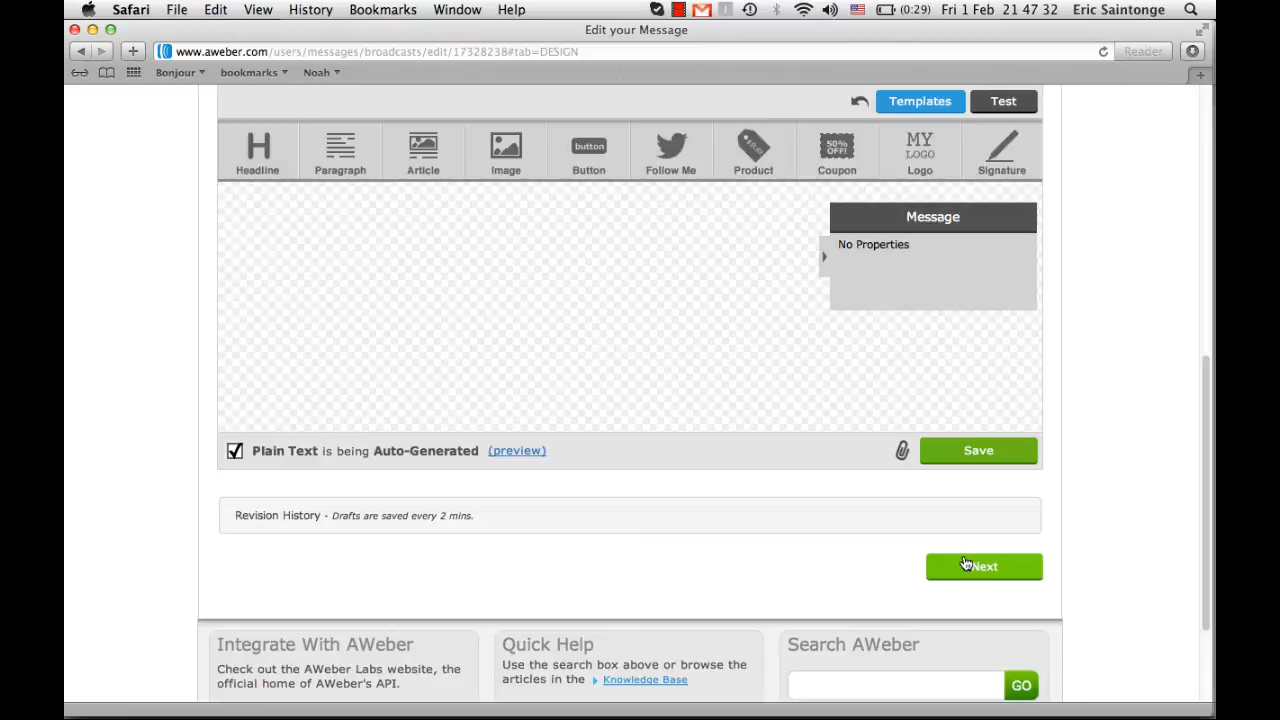 Safari File Edit View History Bookmarks Window Help (0:29) Fri 1 Feb 21 47 32 Eric Saintonge
Edit your Message
www.aweber.com/users/messages/broadcasts/edit/17328238#tab=DESIGN Reader
Bonjour bookmarks Noah
Templates Test
H
Headline Paragraph Article Image button Button Follow Me $9.99 Product 50% OFF! Coupon MY LOGO Logo Signature
Message
No Properties
Plain Text is being Auto-Generated (preview) Save
Revision History - Drafts are saved every 2 mins.
Next
Integrate With AWeber
Check out the AWeber Labs website, the
official home of AWeber's API.
Quick Help
Use the search box above or browse the
articles in the Knowledge Base
Search AWeber
GO